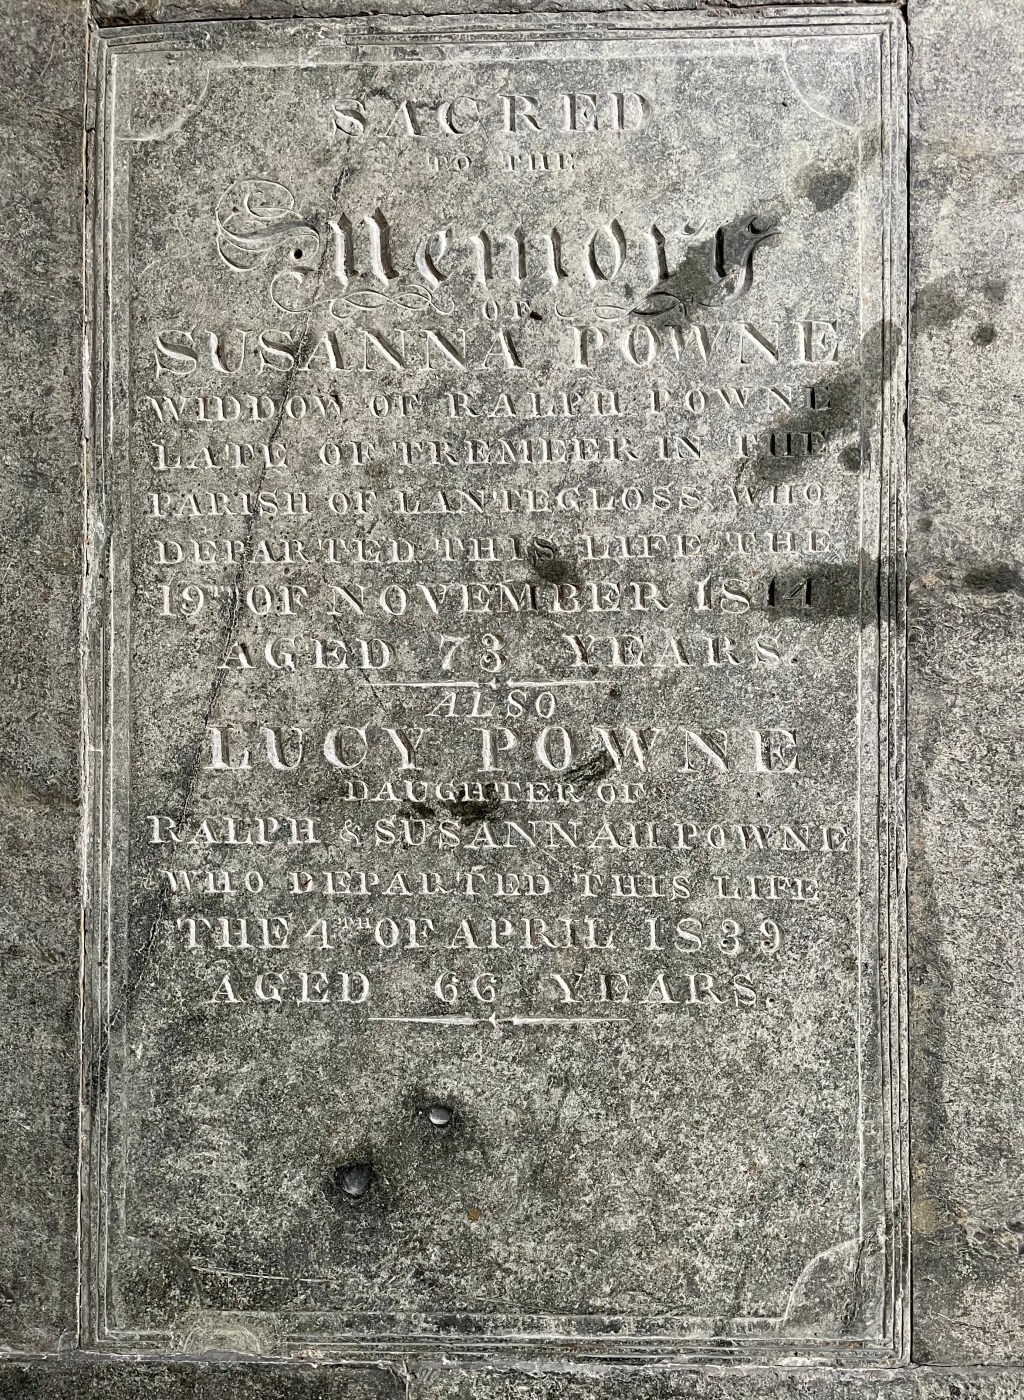 SACRED
TO THE
Memory
OF
SUSANNA POWNE
WIDDOW OF RALPH POWNE
LATE OF TREMEER IN THE
PARISH OF LANTEGLOSS, WHO
DEPARTED THIS LIFE THE
19TH OF NOVEMBER 1814
AGED 73 YEARS.
ALSO
LUCY POWNE
DAUGHTER OF
RALPH & SUSANNAH POWNE
WHO DEPARTED THIS LIFE
THE 4TH OF APRIL 1839
AGED 66 YEARS.